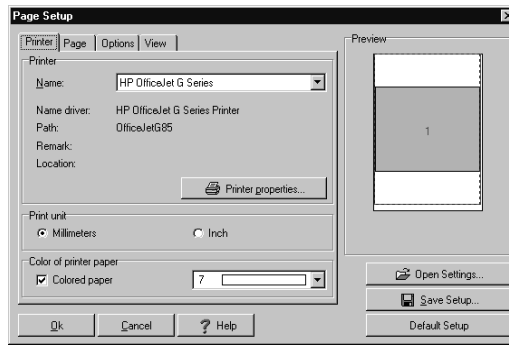 Page Setup
Printer Page Options View
Printer
Name: HP OfficeJet G Series
Name driver: HP OfficeJet G Series Printer
Path: OfficeJetG85
Remark:
Location:
Printer properties...
Print unit
Millimeters Inch
Color of printer paper
Colored paper 7
Ok Cancel ? Help
Preview
1
Open Settings...
Save Setup...
Default Setup